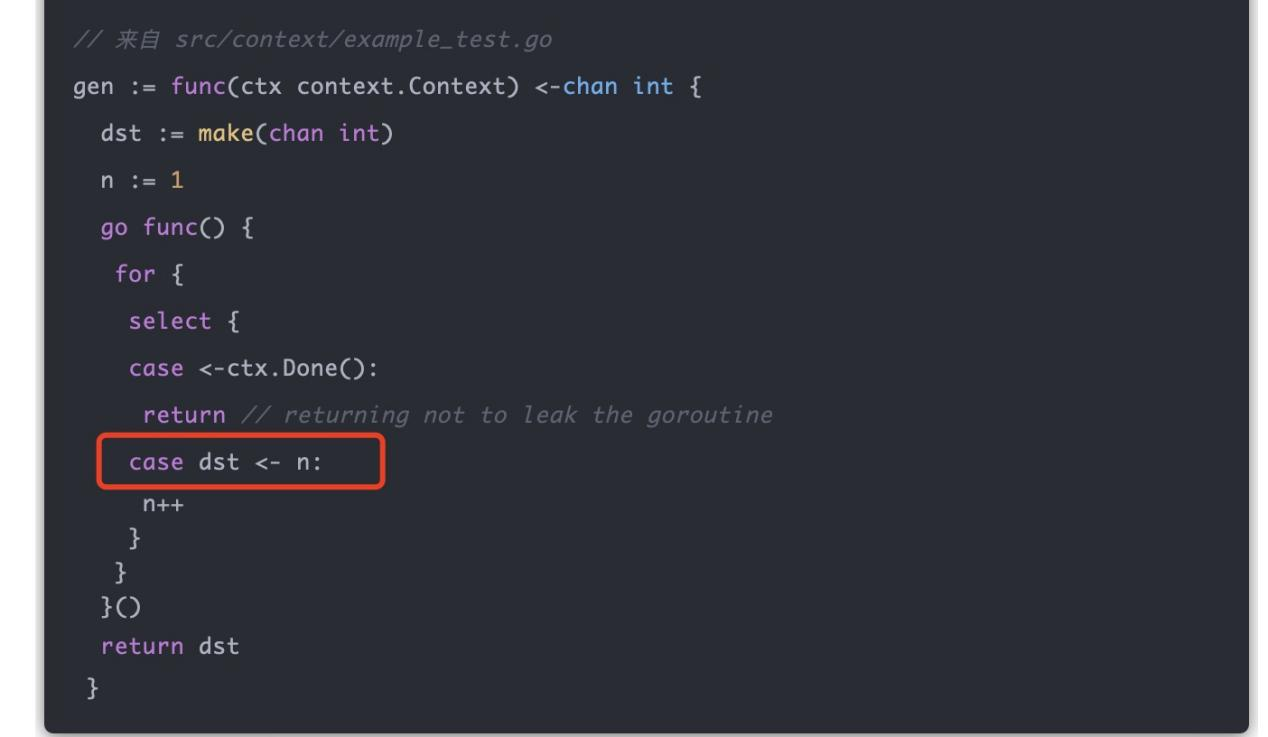 // 来自 src/context/example_test.go
gen := func(ctx context.Context) <-chan int {
dst := make(chan int)
n := 1
go func() {
for {
select {
case <-ctx.Done():
return // returning not to leak the goroutine
case dst <- n:
n++
}
}
}()
return dst
}